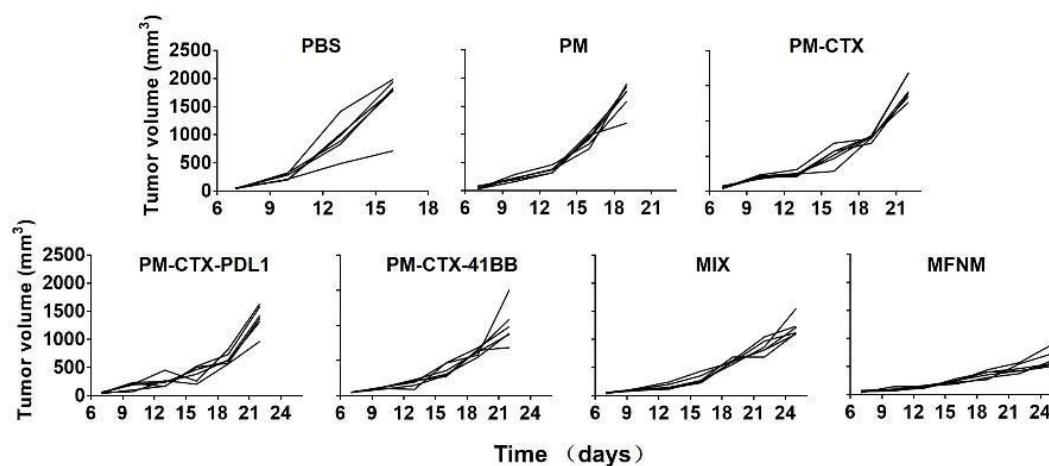 PBS PM PM-CTX
Tumor volume (mm³)
2500
2000
1500
1000
500
0
6 9 12 15 18 6 9 12 15 18 21 6 9 12 15 18 21
PM-CTX-PDL1 PM-CTX-41BB MIX MFNM
Tumor volume (mm³)
2500
2000
1500
1000
500
0
6 9 12 15 18 21 24 6 9 12 15 18 21 24 6 9 12 15 18 21 24 6 9 12 15 18 21 24
Time （days）